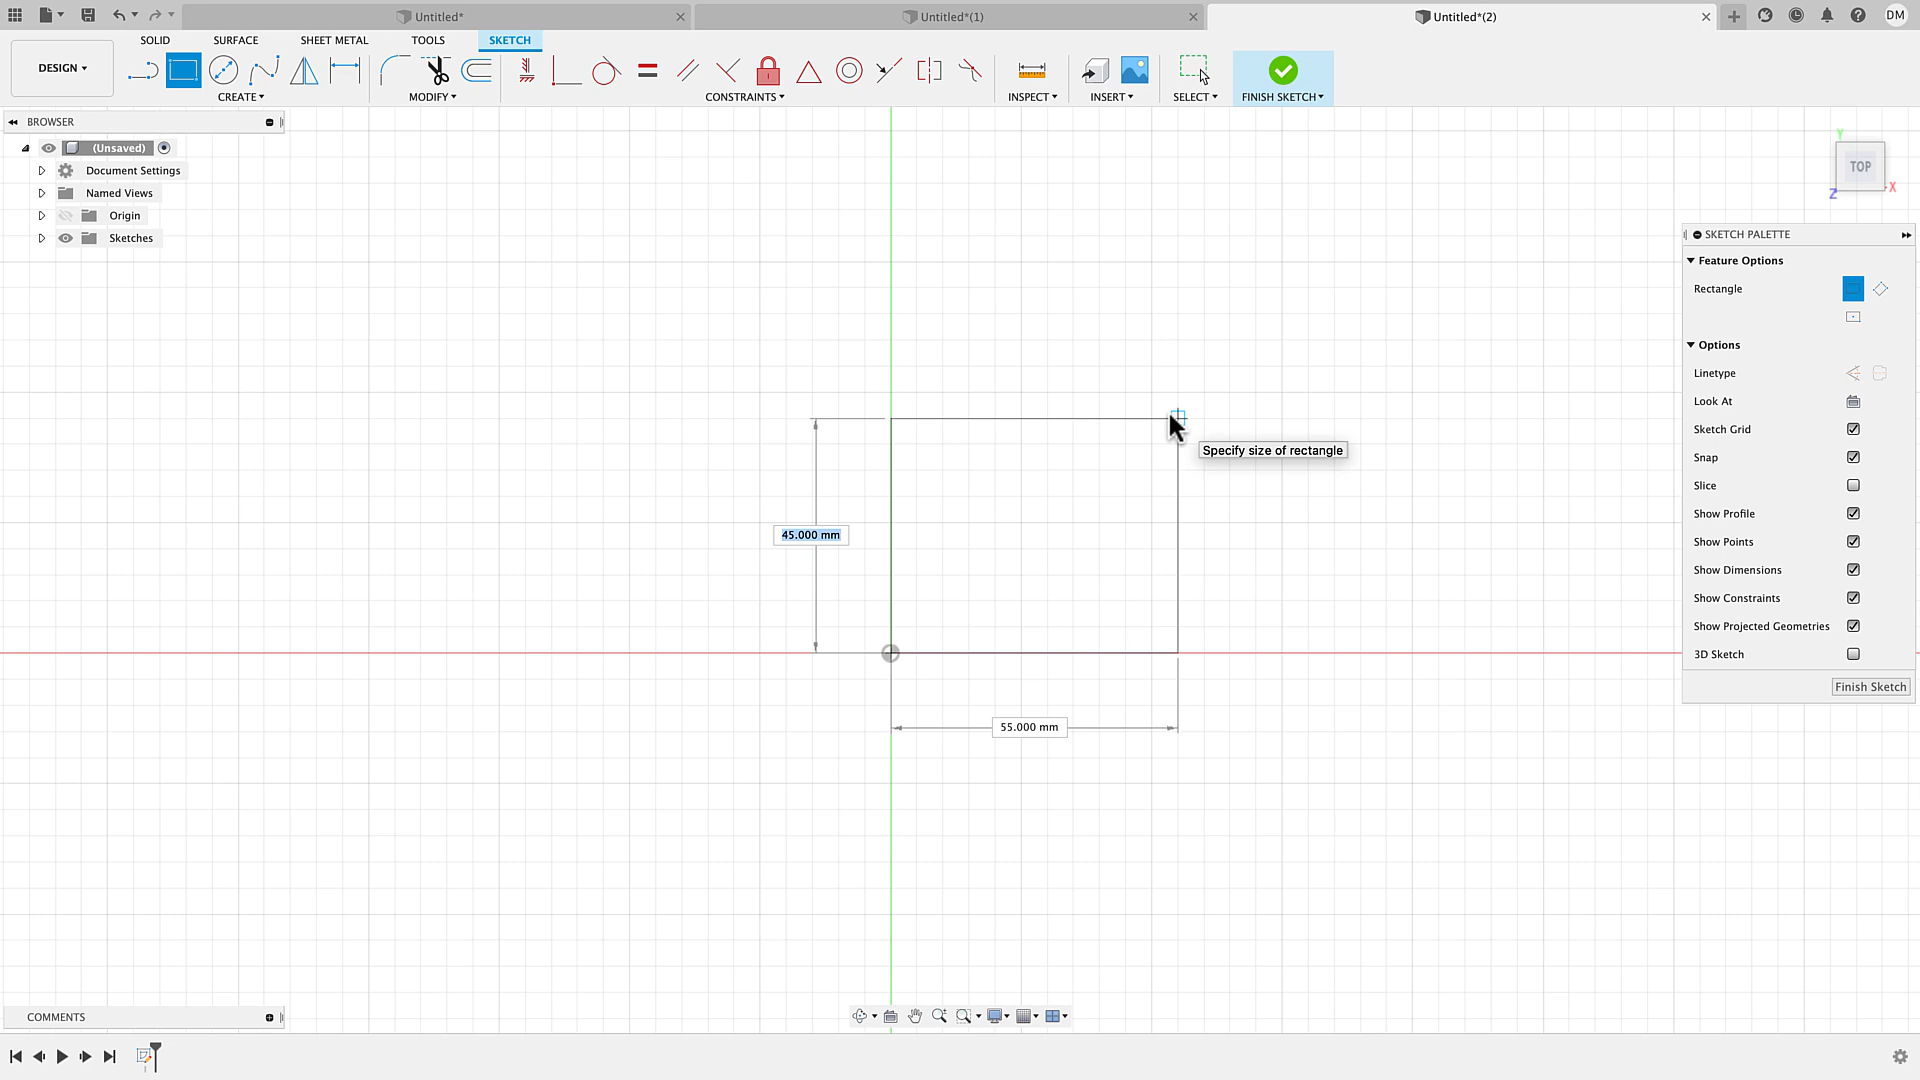 Untitled*
Untitled*(1)
Untitled*(2)
DM
DESIGN
SOLID
SURFACE
SHEET METAL
TOOLS
SKETCH
CREATE
MODIFY
CONSTRAINTS
INSPECT
INSERT
SELECT
FINISH SKETCH
BROWSER
(Unsaved)
Document Settings
Named Views
Origin
Sketches
Y
TOP
X
Z
SKETCH PALETTE
Feature Options
Rectangle
Options
Linetype
Look At
Sketch Grid
Snap
Slice
Show Profile
Show Points
Show Dimensions
Show Constraints
Show Projected Geometries
3D Sketch
Finish Sketch
Specify size of rectangle
45.000 mm
55.000 mm
COMMENTS